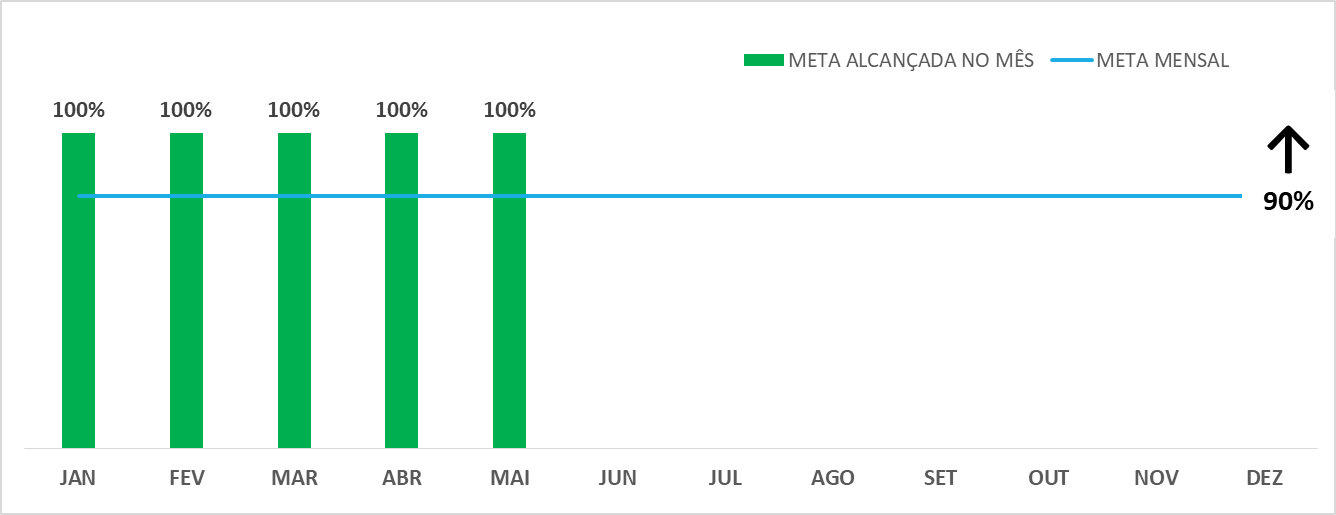 META ALCANÇADA NO MÊS META MENSAL
100% 100% 100% 100% 100%
90%
JAN FEV MAR ABR MAI JUN JUL AGO SET OUT NOV DEZ